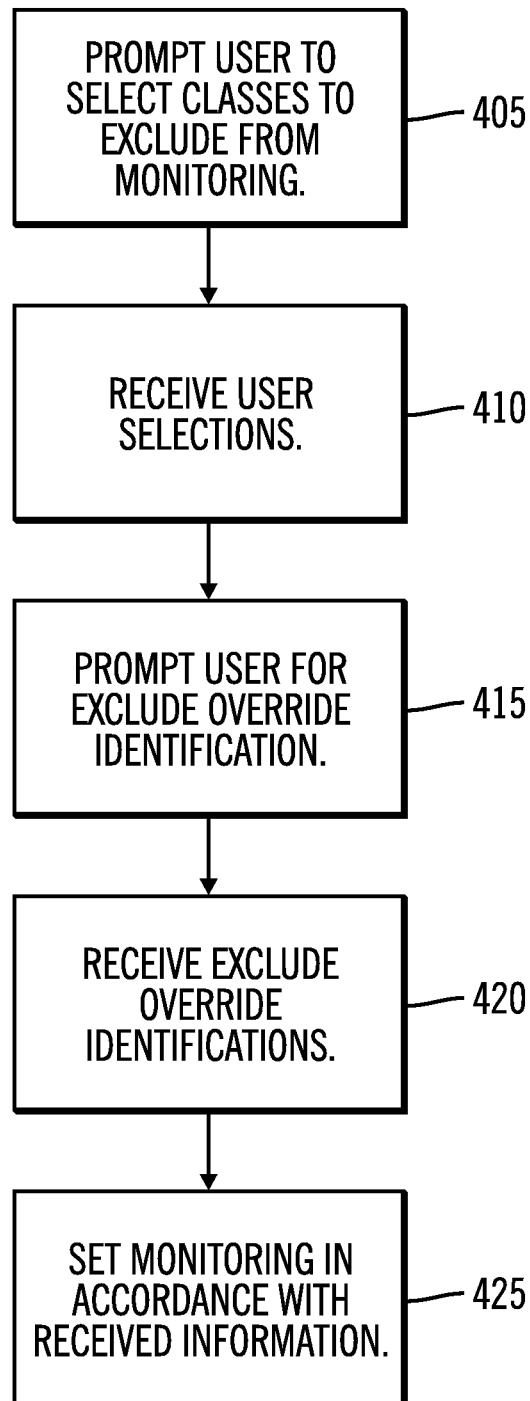 PROMPT USER TO
SELECT CLASSES TO
EXCLUDE FROM
MONITORING.
405
RECEIVE USER
SELECTIONS.
410
PROMPT USER FOR
EXCLUDE OVERRIDE
IDENTIFICATION.
415
RECEIVE EXCLUDE
OVERRIDE
IDENTIFICATIONS.
420
SET MONITORING IN
ACCORDANCE WITH
RECEIVED INFORMATION.
425